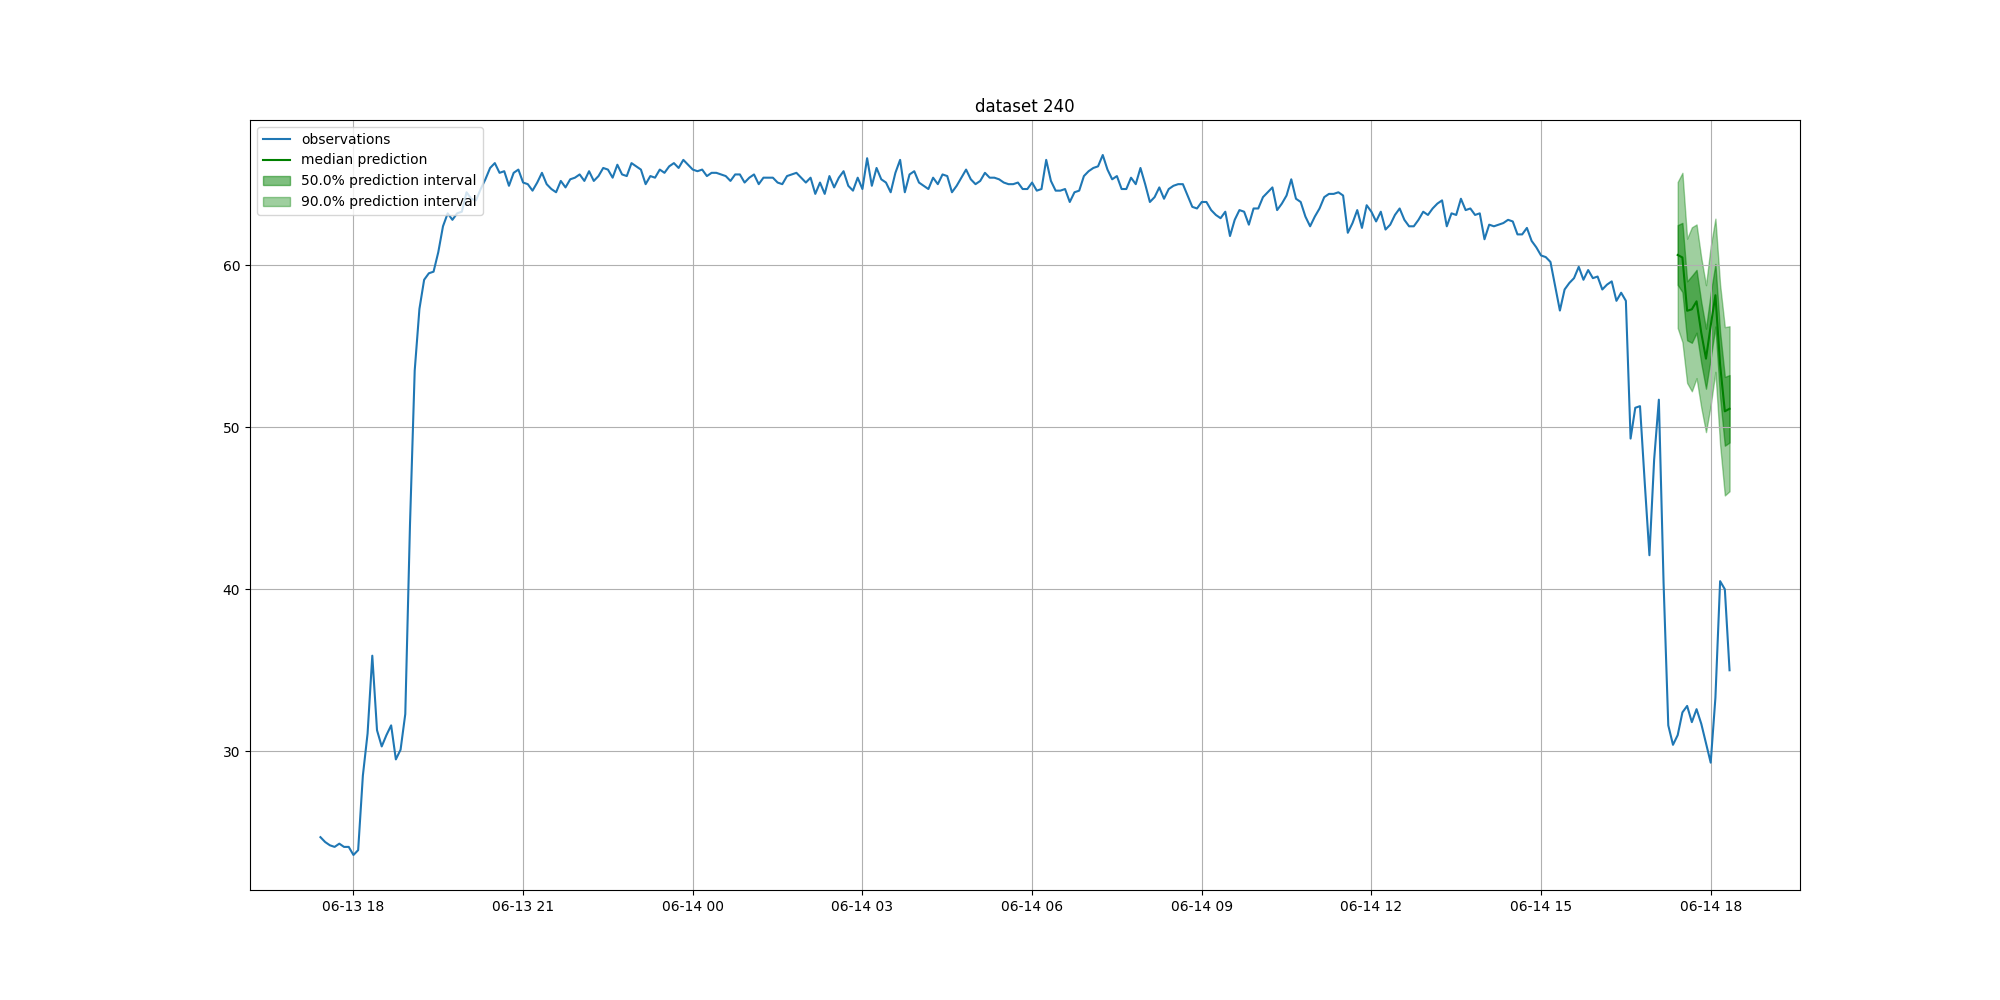 dataset 240
observations
median prediction
50.0% prediction interval
90.0% prediction interval
60
50
40
30
06-13 18
06-13 21
06-14 00
06-14 03
06-14 06
06-14 09
06-14 12
06-14 15
06-14 18